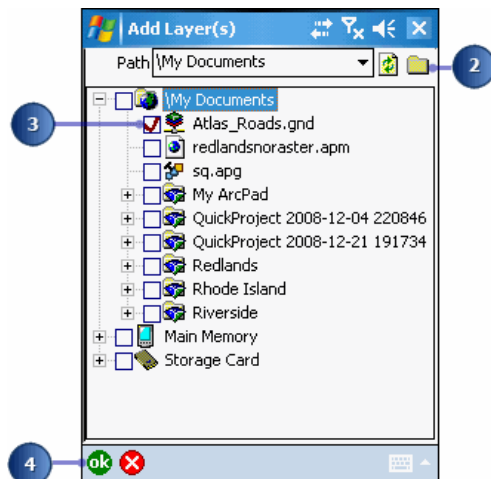 Add Layer(s)
Path \My Documents
2
\My Documents
3
Atlas_Roads.gnd
redlandsnoraster.apm
sq.apg
My ArcPad
QuickProject 2008-12-04 220846
QuickProject 2008-12-21 191734
Redlands
Rhode Island
Riverside
Main Memory
Storage Card
4
ok